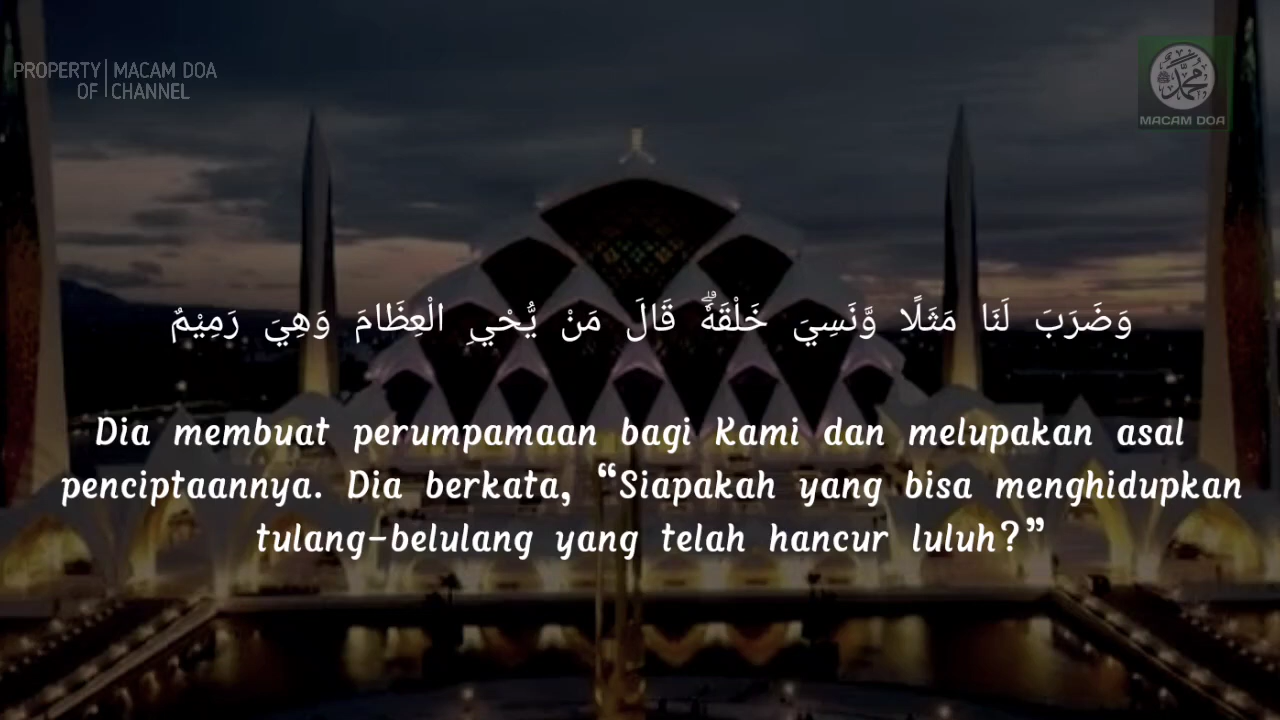 PROPERTY | MACAM DOA
OF | CHANNEL
محمد
MACAM DOA
وَضَرَبَ لَنَا مَثَلًا وَّنَسِيَ خَلْقَهٗۗ قَالَ مَنْ يُّحْيِ الْعِظَامَ وَهِيَ رَمِيْمٌ
Dia membuat perumpamaan bagi Kami dan melupakan asal
penciptaannya. Dia berkata, “Siapakah yang bisa menghidupkan
tulang-belulang yang telah hancur luluh?”